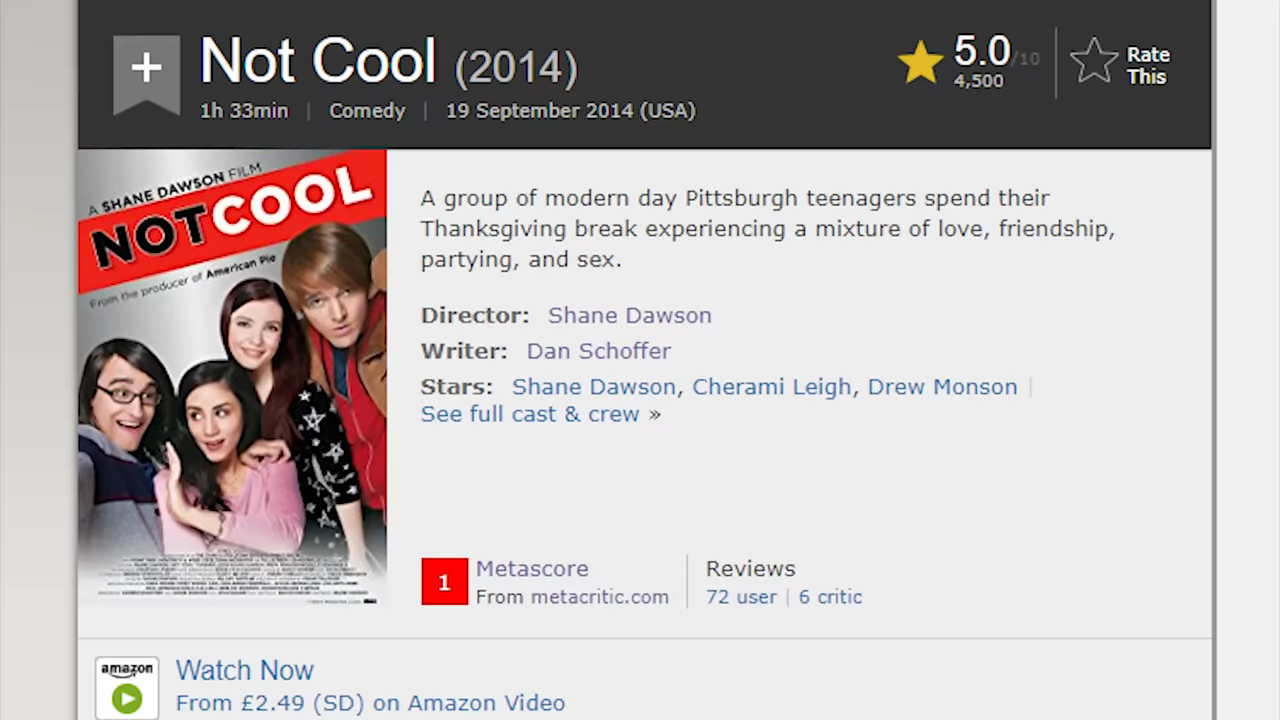 +
Not Cool (2014)
5.0/10
4,500
Rate
This
1h 33min | Comedy | 19 September 2014 (USA)
A SHANE DAWSON FILM
NOT COOL
From the producer of American Pie
A group of modern day Pittsburgh teenagers spend their
Thanksgiving break experiencing a mixture of love, friendship,
partying, and sex.
Director: Shane Dawson
Writer: Dan Schoffer
Stars: Shane Dawson, Cherami Leigh, Drew Monson |
See full cast & crew »
1
Metascore
From metacritic.com
Reviews
72 user | 6 critic
amazon
Watch Now
From £2.49 (SD) on Amazon Video